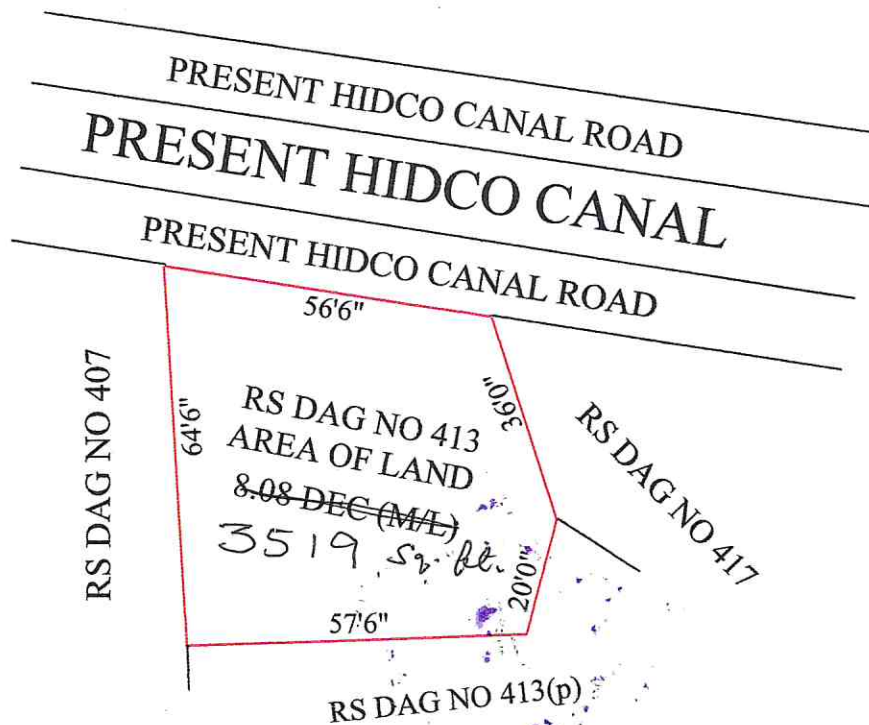 PRESENT HIDCO CANAL ROAD
PRESENT HIDCO CANAL
PRESENT HIDCO CANAL ROAD
56'6"
RS DAG NO 407
64'6"
36'0"
RS DAG NO 413
AREA OF LAND
8.08 DEC (M/L)
3519 sq. ft.
RS DAG NO 417
20'0"
57'6"
RS DAG NO 413(p)